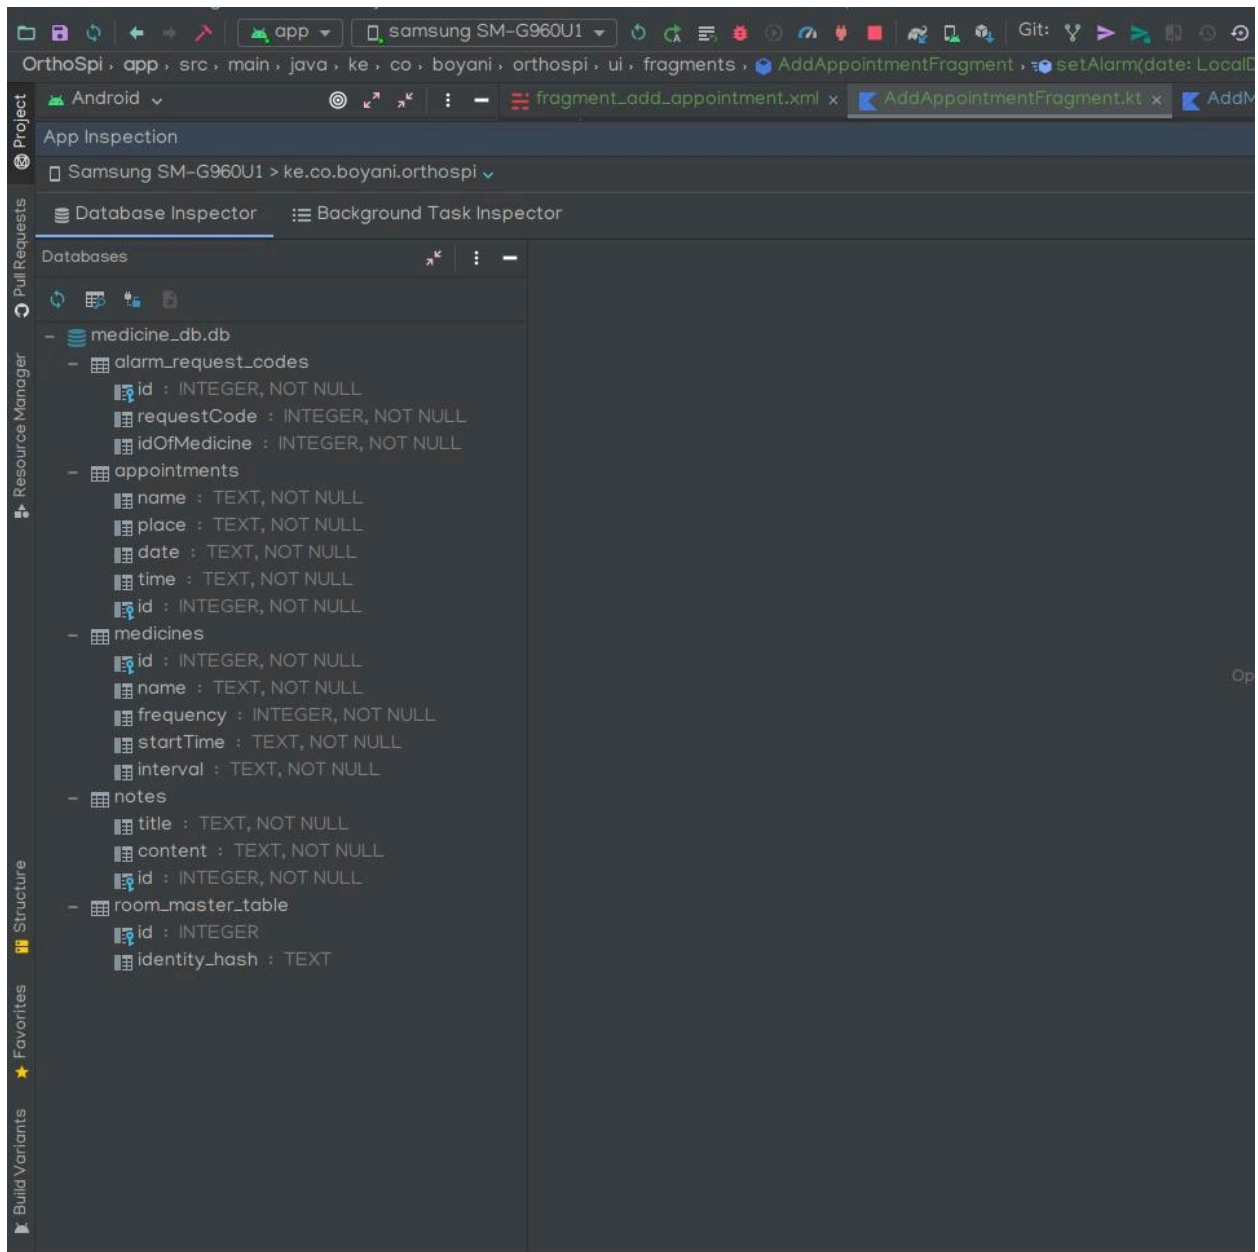 app samsung SM-G960U1 Git:
OrthoSpi › app › src › main › java › ke › co › boyani › orthospi › ui › fragments › AddAppointmentFragment › setAlarm(date: LocalD
Project
Android fragment_add_appointment.xml × AddAppointmentFragment.kt × AddM
App Inspection
Samsung SM-G960U1 > ke.co.boyani.orthospi
Pull Requests
Database Inspector Background Task Inspector
Databases
Resource Manager
medicine_db.db
alarm_request_codes
id : INTEGER, NOT NULL
requestCode : INTEGER, NOT NULL
idOfMedicine : INTEGER, NOT NULL
appointments
name : TEXT, NOT NULL
place : TEXT, NOT NULL
date : TEXT, NOT NULL
time : TEXT, NOT NULL
id : INTEGER, NOT NULL
medicines
id : INTEGER, NOT NULL
name : TEXT, NOT NULL
frequency : INTEGER, NOT NULL
startTime : TEXT, NOT NULL
interval : TEXT, NOT NULL
notes
title : TEXT, NOT NULL
content : TEXT, NOT NULL
id : INTEGER, NOT NULL
room_master_table
id : INTEGER
identity_hash : TEXT
Op
Structure
Favorites
Build Variants